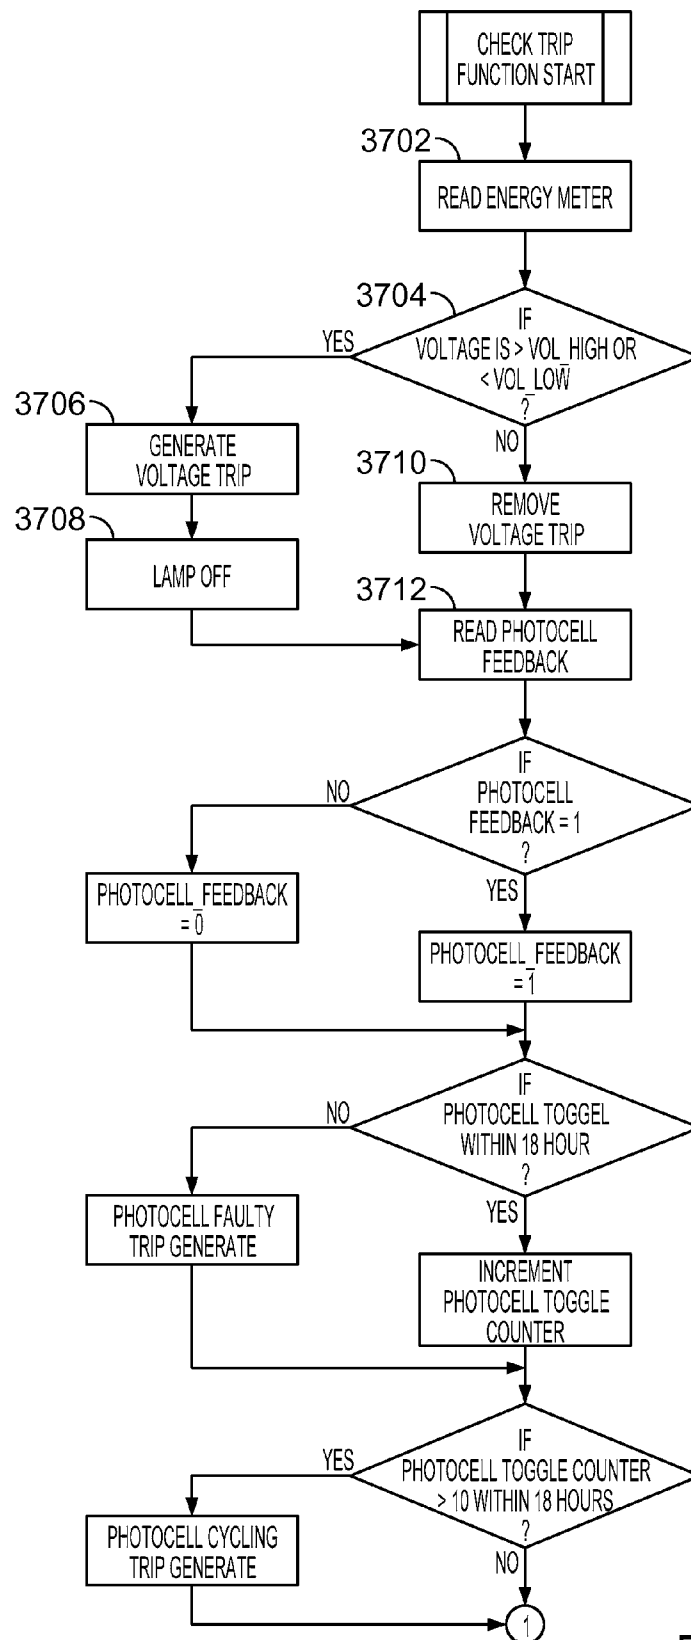 CHECK TRIP
FUNCTION START
3702
READ ENERGY METER
3704
IF
VOLTAGE IS > VOL_HIGH OR
< VOL_LOW
?
YES
NO
3706
GENERATE
VOLTAGE TRIP
3710
REMOVE
VOLTAGE TRIP
3708
LAMP OFF
3712
READ PHOTOCELL
FEEDBACK
IF
PHOTOCELL
FEEDBACK = 1
?
NO
YES
PHOTOCELL_FEEDBACK
= 0
PHOTOCELL_FEEDBACK
= 1
IF
PHOTOCELL TOGGEL
WITHIN 18 HOUR
?
NO
YES
PHOTOCELL FAULTY
TRIP GENERATE
INCREMENT
PHOTOCELL TOGGLE
COUNTER
IF
PHOTOCELL TOGGLE COUNTER
> 10 WITHIN 18 HOURS
?
YES
NO
PHOTOCELL CYCLING
TRIP GENERATE
1